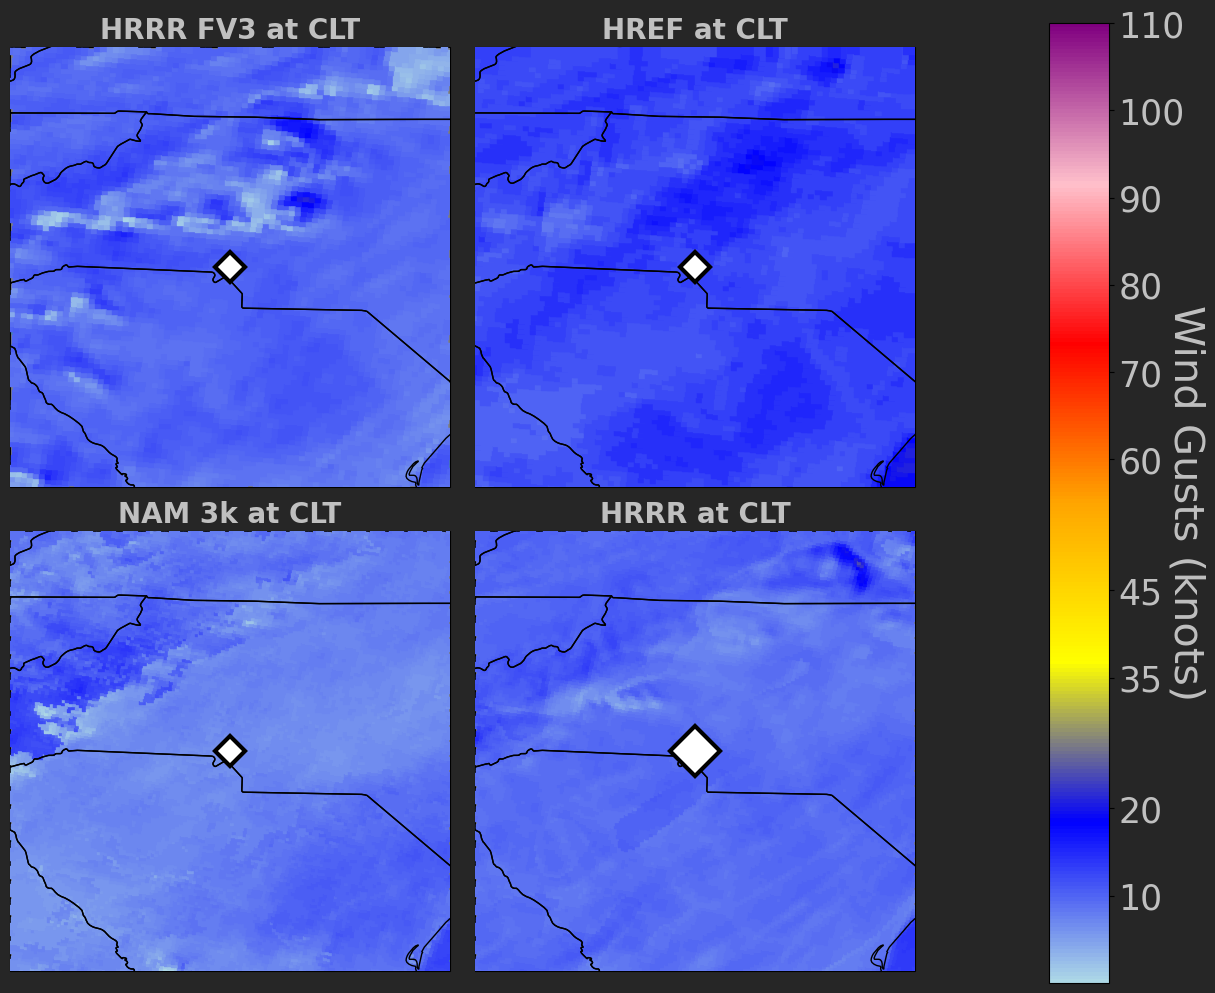 HRRR FV3 at CLT
HREF at CLT
NAM 3k at CLT
HRRR at CLT
110
100
90
80
70
60
45
35
20
10
Wind Gusts (knots)